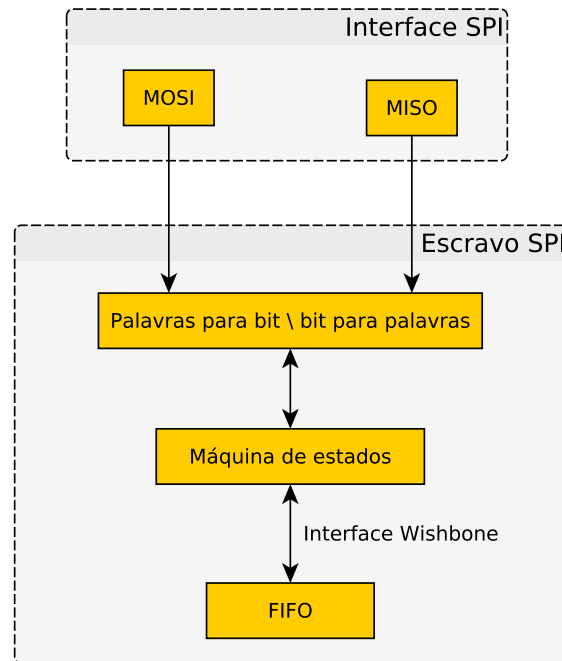 Interface SPI
MOSI
MISO
Escravo SPI
Palavras para bit \ bit para palavras
Máquina de estados
Interface Wishbone
FIFO